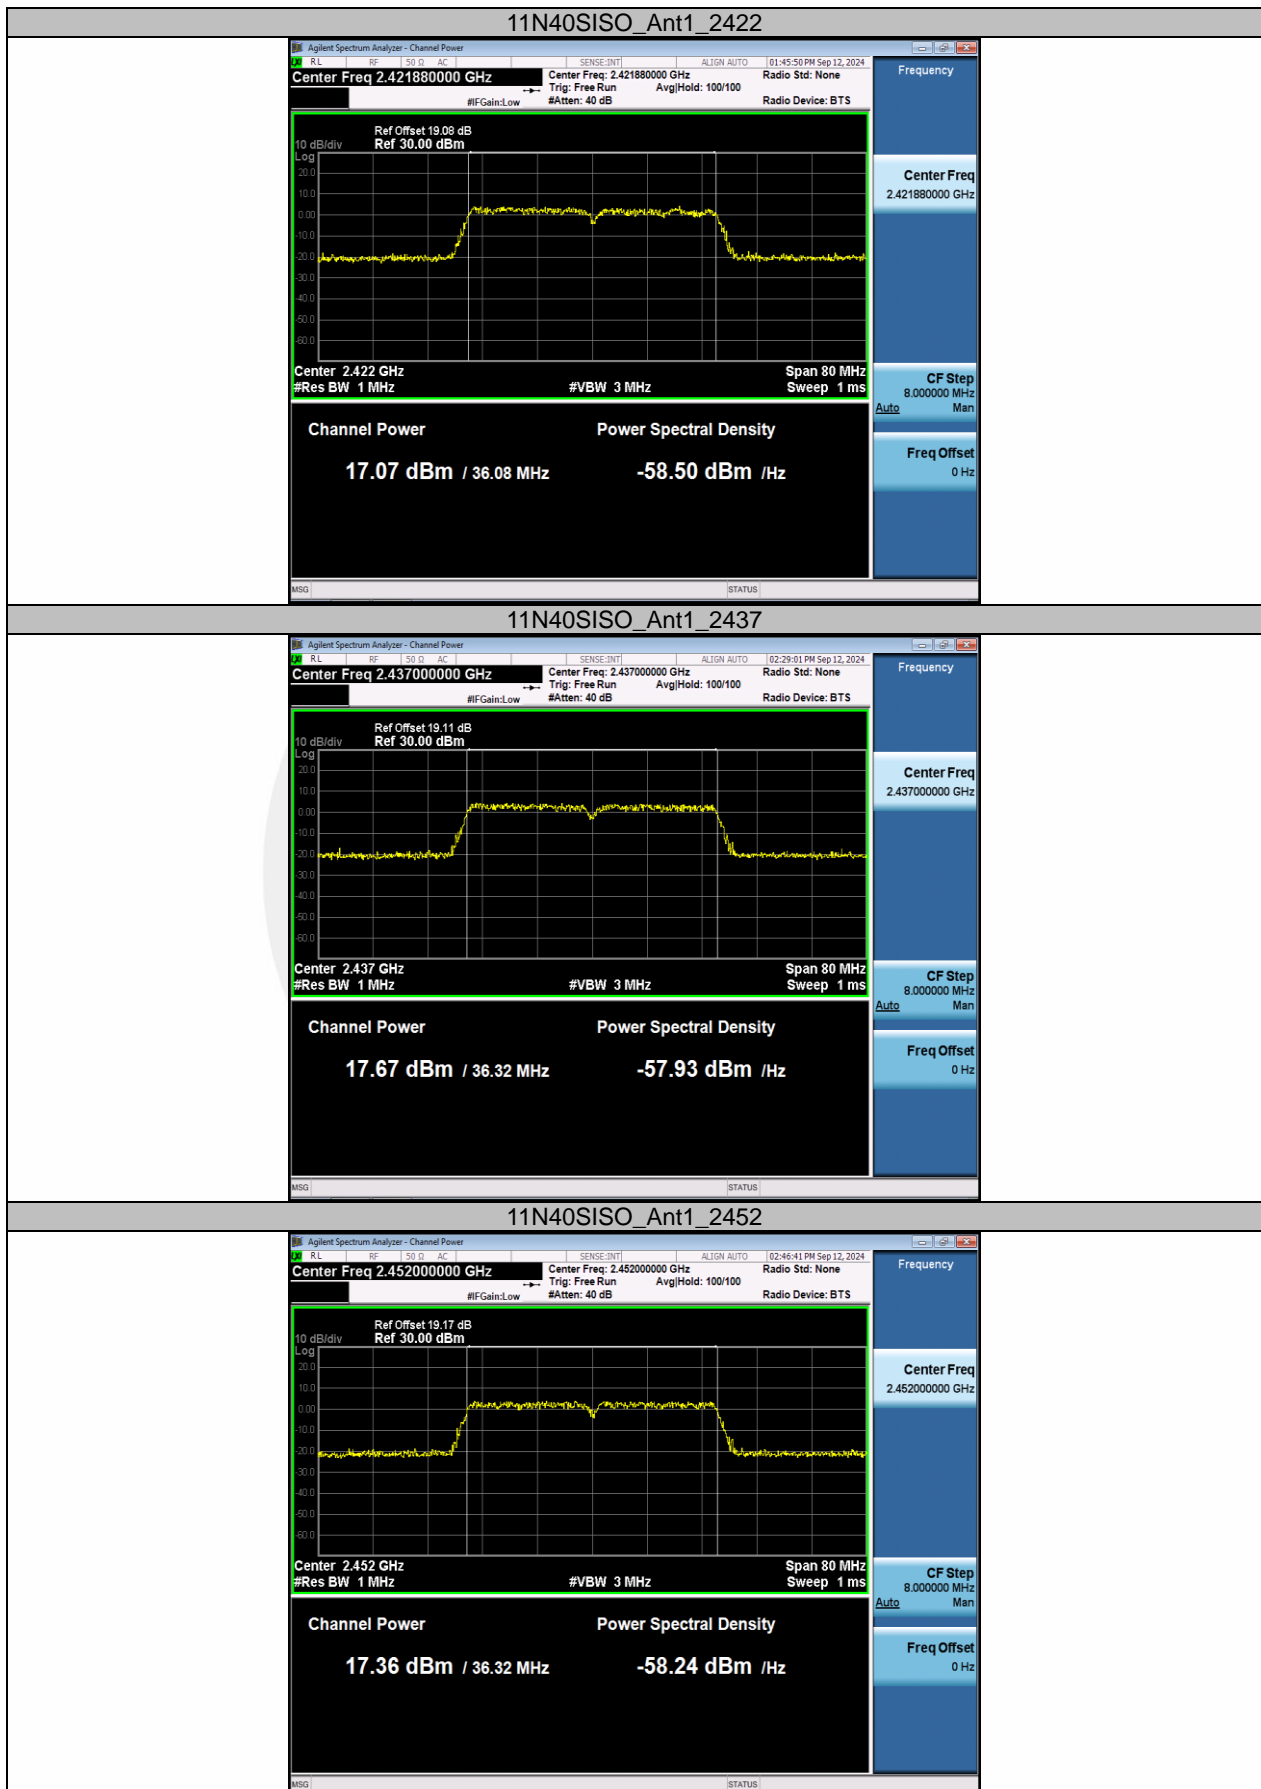 11N40SISO_Ant1_2422
Agilent Spectrum Analyzer - Channel Power
RL RF 50 Ω AC SENSE:INT ALIGN AUTO 01:45:50 PM Sep 12, 2024
Center Freq 2.421880000 GHz Center Freq: 2.421880000 GHz Radio Std: None Frequency
Trig: Free Run Avg|Hold: 100/100
#IFGain:Low #Atten: 40 dB Radio Device: BTS
Ref Offset 19.08 dB
10 dB/div Ref 30.00 dBm
Log
20.0
10.0
0.00
-10.0
-20.0
-30.0
-40.0
-50.0
-60.0
Center Freq
2.421880000 GHz
Center 2.422 GHz Span 80 MHz
#Res BW 1 MHz #VBW 3 MHz Sweep 1 ms
CF Step
8.000000 MHz
Auto Man
Channel Power Power Spectral Density
17.07 dBm / 36.08 MHz -58.50 dBm /Hz
Freq Offset
0 Hz
MSG STATUS
11N40SISO_Ant1_2437
Agilent Spectrum Analyzer - Channel Power
RL RF 50 Ω AC SENSE:INT ALIGN AUTO 02:29:01 PM Sep 12, 2024
Center Freq 2.437000000 GHz Center Freq: 2.437000000 GHz Radio Std: None Frequency
Trig: Free Run Avg|Hold: 100/100
#IFGain:Low #Atten: 40 dB Radio Device: BTS
Ref Offset 19.11 dB
10 dB/div Ref 30.00 dBm
Log
20.0
10.0
0.00
-10.0
-20.0
-30.0
-40.0
-50.0
-60.0
Center Freq
2.437000000 GHz
Center 2.437 GHz Span 80 MHz
#Res BW 1 MHz #VBW 3 MHz Sweep 1 ms
CF Step
8.000000 MHz
Auto Man
Channel Power Power Spectral Density
17.67 dBm / 36.32 MHz -57.93 dBm /Hz
Freq Offset
0 Hz
MSG STATUS
11N40SISO_Ant1_2452
Agilent Spectrum Analyzer - Channel Power
RL RF 50 Ω AC SENSE:INT ALIGN AUTO 02:46:41 PM Sep 12, 2024
Center Freq 2.452000000 GHz Center Freq: 2.452000000 GHz Radio Std: None Frequency
Trig: Free Run Avg|Hold: 100/100
#IFGain:Low #Atten: 40 dB Radio Device: BTS
Ref Offset 19.17 dB
10 dB/div Ref 30.00 dBm
Log
20.0
10.0
0.00
-10.0
-20.0
-30.0
-40.0
-50.0
-60.0
Center Freq
2.452000000 GHz
Center 2.452 GHz Span 80 MHz
#Res BW 1 MHz #VBW 3 MHz Sweep 1 ms
CF Step
8.000000 MHz
Auto Man
Channel Power Power Spectral Density
17.36 dBm / 36.32 MHz -58.24 dBm /Hz
Freq Offset
0 Hz
MSG STATUS